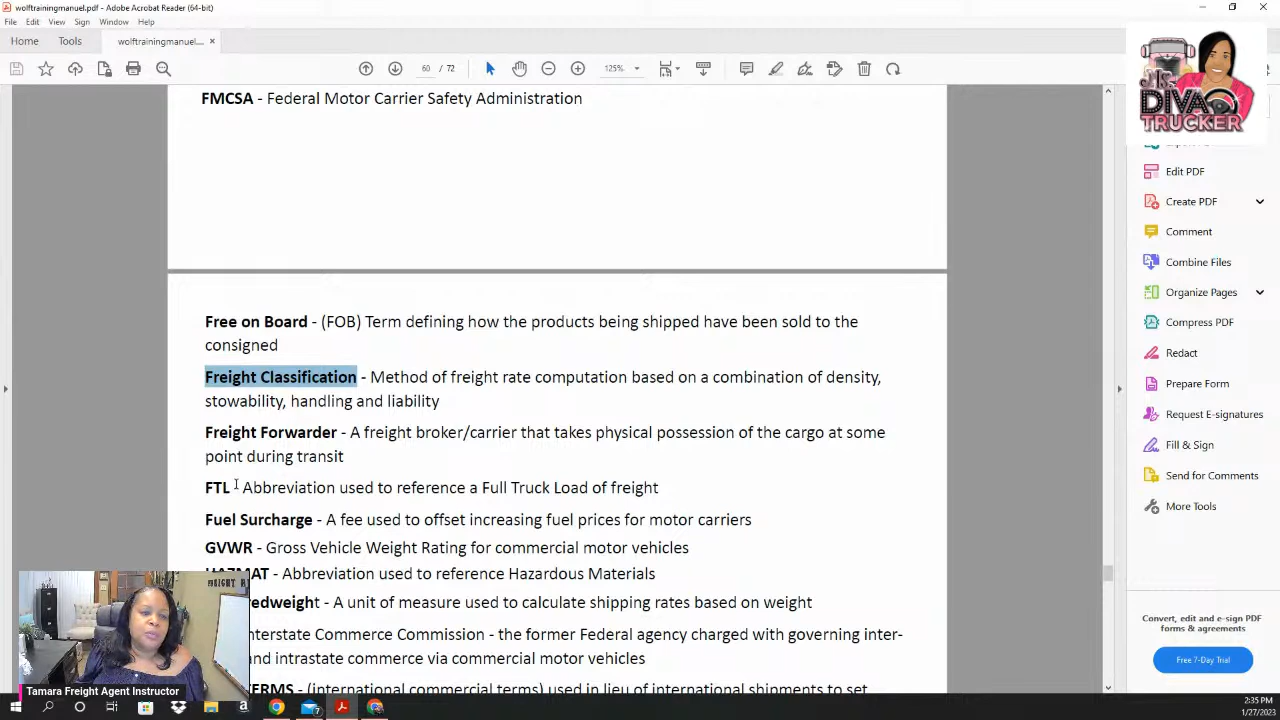 wolftrainingmanuel.pdf - Adobe Acrobat Reader (64-bit)
File Edit View Sign Window Help
Home Tools wolftrainingmanuel....
60 125%
FMCSA - Federal Motor Carrier Safety Administration
Free on Board - (FOB) Term defining how the products being shipped have been sold to the
consigned
Freight Classification - Method of freight rate computation based on a combination of density,
stowability, handling and liability
Freight Forwarder - A freight broker/carrier that takes physical possession of the cargo at some
point during transit
FTL Abbreviation used to reference a Full Truck Load of freight
Fuel Surcharge - A fee used to offset increasing fuel prices for motor carriers
GVWR - Gross Vehicle Weight Rating for commercial motor vehicles
HAZMAT - Abbreviation used to reference Hazardous Materials
edweight - A unit of measure used to calculate shipping rates based on weight
nterstate Commerce Commission - the former Federal agency charged with governing inter-
and intrastate commerce via commercial motor vehicles
ERMS - (international commercial terms) used in lieu of international shipments to set
DIVA
TRUCKER
Edit PDF
Create PDF
Comment
Combine Files
Organize Pages
Compress PDF
Redact
Prepare Form
Request E-signatures
Fill & Sign
Send for Comments
More Tools
Convert, edit and e-sign PDF
forms & agreements
Free 7-Day Trial
Tamara Freight Agent Instructor
2:35 PM
1/27/2023